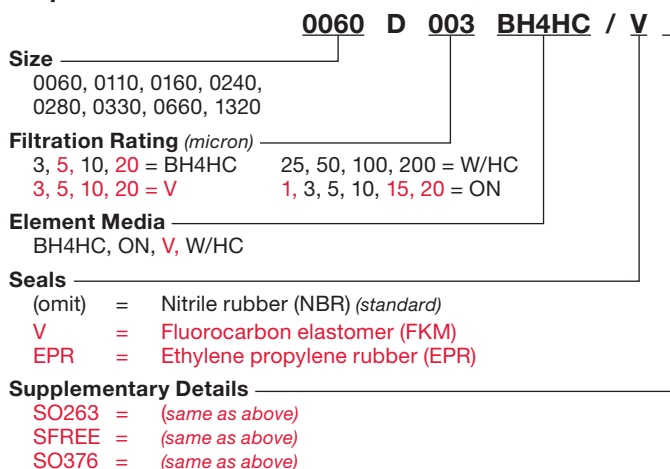 0060 D 003 BH4HC / V
Size
0060, 0110, 0160, 0240,
0280, 0330, 0660, 1320
Filtration Rating (micron)
3, 5, 10, 20 = BH4HC 25, 50, 100, 200 = W/HC
3, 5, 10, 20 = V 1, 3, 5, 10, 15, 20 = ON
Element Media
BH4HC, ON, V, W/HC
Seals
(omit) = Nitrile rubber (NBR) (standard)
V = Fluorocarbon elastomer (FKM)
EPR = Ethylene propylene rubber (EPR)
Supplementary Details
SO263 = (same as above)
SFREE = (same as above)
SO376 = (same as above)